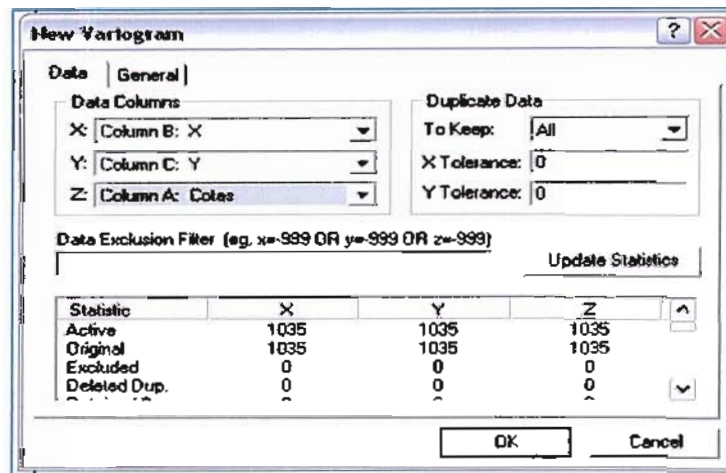 New Variogram
Data General
Data Columns
X: Column B: X
Y: Column C: Y
Z: Column A: Cotes
Duplicate Data
To Keep: All
X Tolerance: 0
Y Tolerance: 0
Data Exclusion Filter (eg, x=-999 OR y=-999 OR z=-999)
Update Statistics
Statistic X Y Z
Active 1035 1035 1035
Original 1035 1035 1035
Excluded 0 0 0
Deleted Dup. 0 0 0
OK Cancel